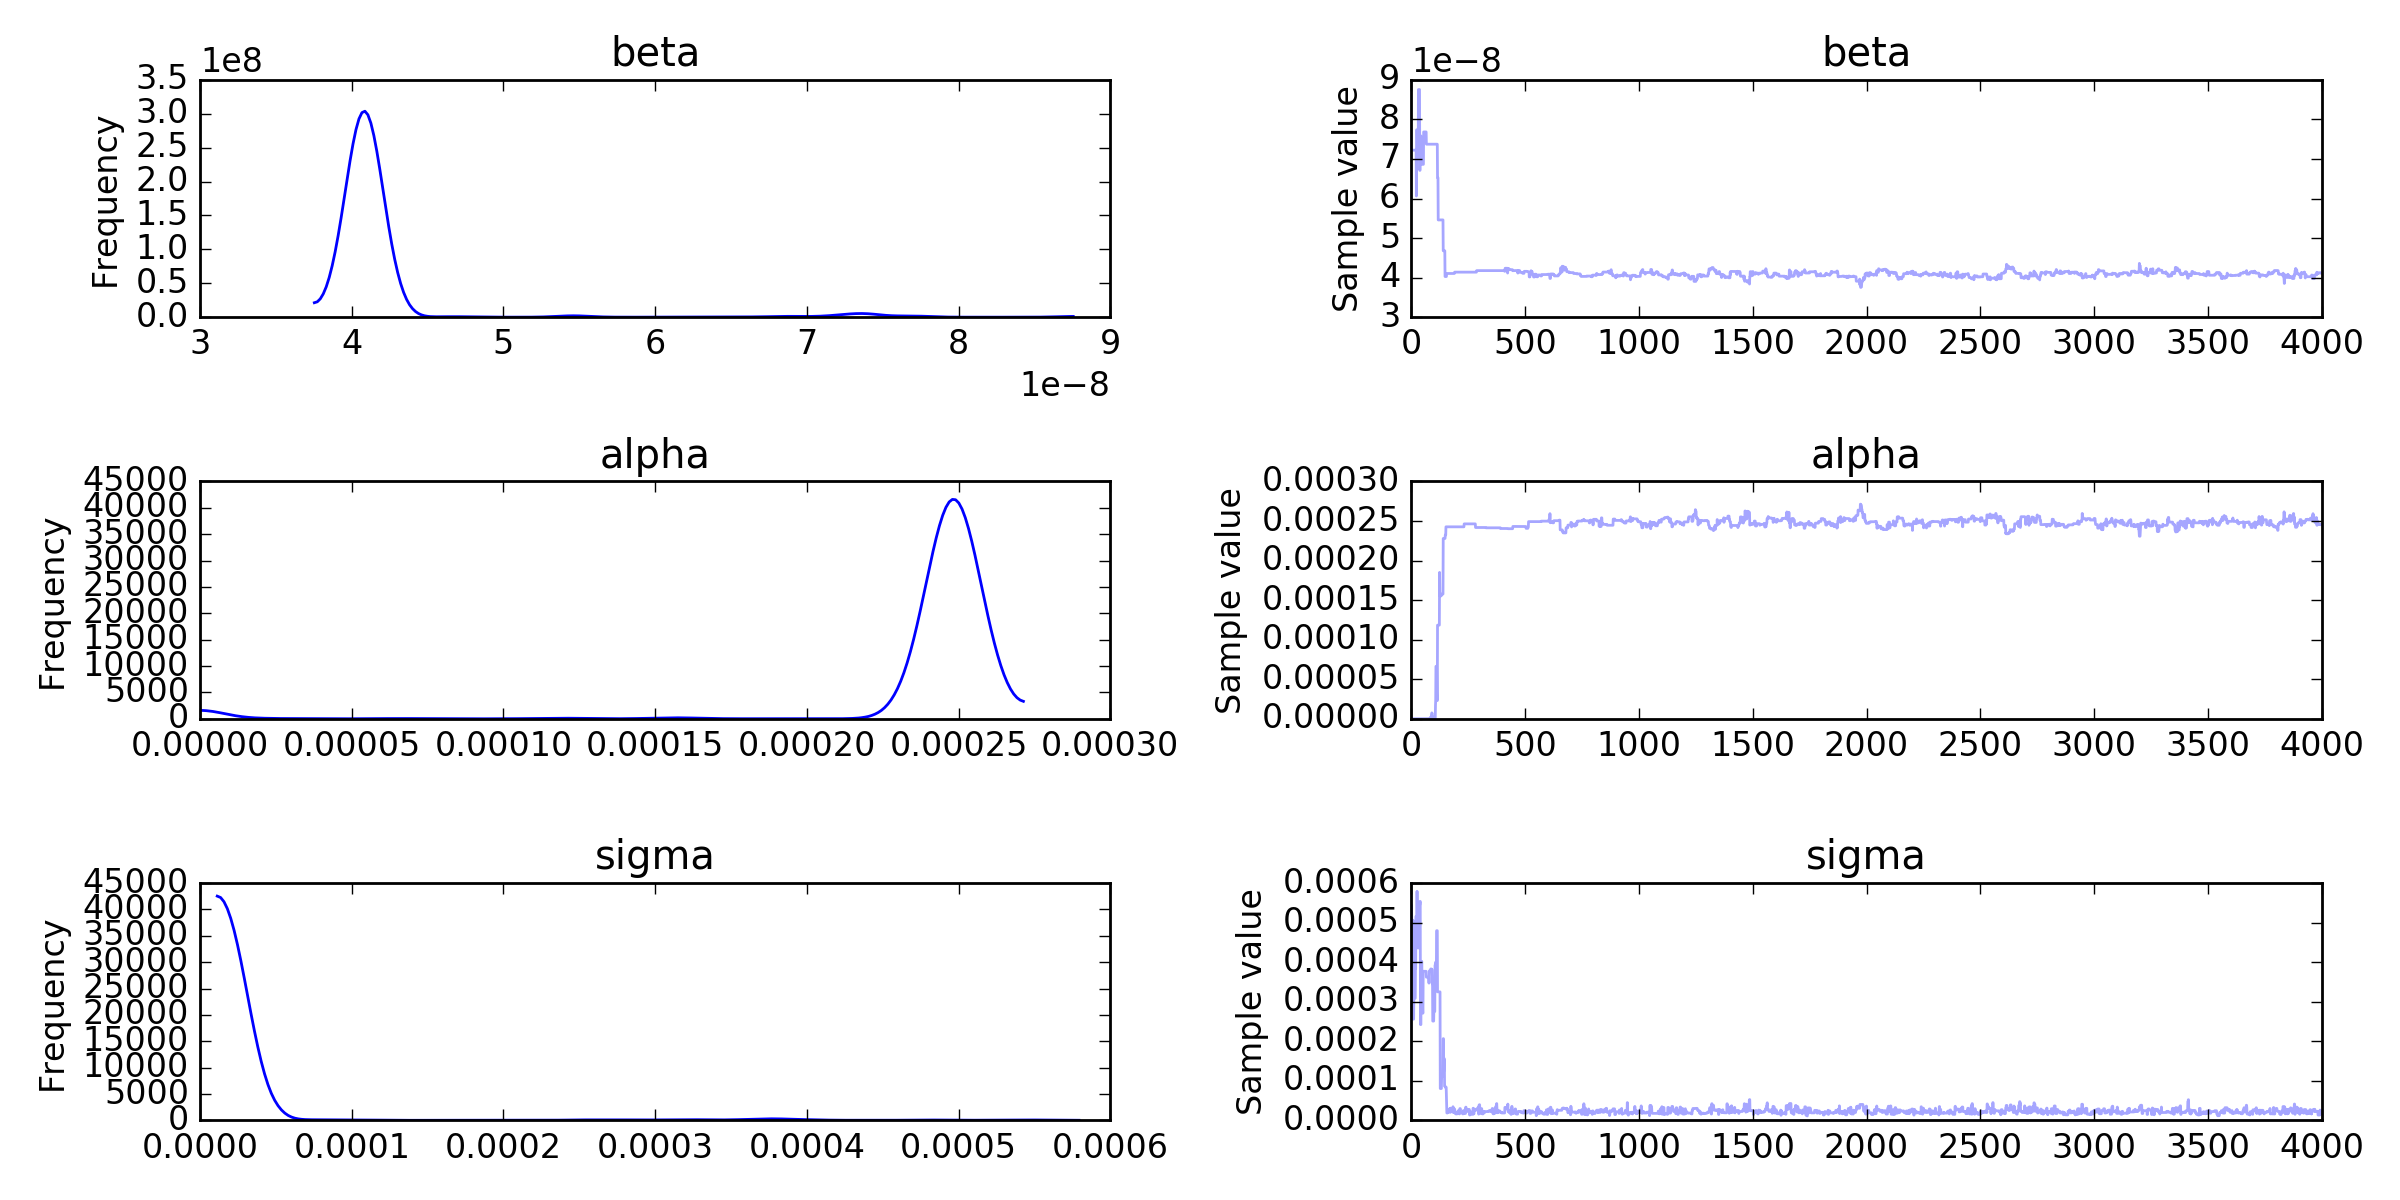 beta
1e8
3.5
3.0
2.5
2.0
1.5
1.0
0.5
0.0
Frequency
3 4 5 6 7 8 9
1e−8
beta
1e−8
9
8
7
6
5
4
3
Sample value
0 500 1000 1500 2000 2500 3000 3500 4000
alpha
45000
40000
35000
30000
25000
20000
15000
10000
5000
0
Frequency
0.00000 0.00005 0.00010 0.00015 0.00020 0.00025 0.00030
alpha
0.00030
0.00025
0.00020
0.00015
0.00010
0.00005
0.00000
Sample value
0 500 1000 1500 2000 2500 3000 3500 4000
sigma
45000
40000
35000
30000
25000
20000
15000
10000
5000
0
Frequency
0.0000 0.0001 0.0002 0.0003 0.0004 0.0005 0.0006
sigma
0.0006
0.0005
0.0004
0.0003
0.0002
0.0001
0.0000
Sample value
0 500 1000 1500 2000 2500 3000 3500 4000